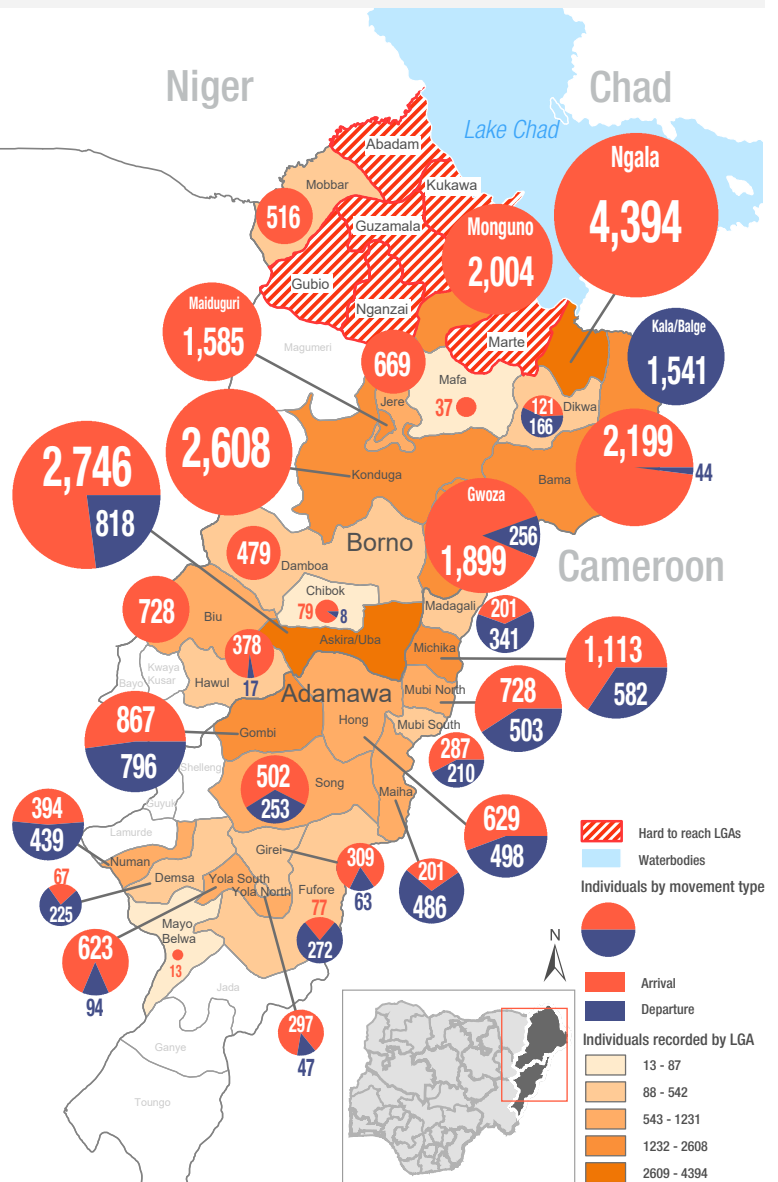 Niger
Chad
Lake Chad
Abadam
Ngala
4,394
Mobbar
Kukawa
516
Guzamala
Monguno
2,004
Gubio
Maiduguri
1,585
Nganzai
Kala/Balge
1,541
Magumeri
Marte
669
Mafa
37
Jere
121
166
Dikwa
2,608
2,199
44
2,746
818
Konduga
Bama
Gwoza
256
1,899
Borno
479
Damboa
Cameroon
Chibok
79
8
728
Biu
Madagali
201
341
Askira/Uba
Michika
378
17
1,113
582
Kwaya
Kusar
Bayo
Hawul
Adamawa
Mubi North
728
503
867
796
Gombi
Hong
Mubi South
287
210
Shelleng
502
253
Song
Maiha
Guyuk
394
439
Lamurde
629
498
Hard to reach LGAs
Numan
Girei
309
63
201
486
Waterbodies
67
225
Demsa
Yola South
Yola North
Fufore
77
272
Individuals by movement type
Mayo
Belwa
13
623
94
N
Jada
297
47
Arrival
Departure
Ganye
Individuals recorded by LGA
13 - 87
88 - 542
Toungo
543 - 1231
1232 - 2608
2609 - 4394